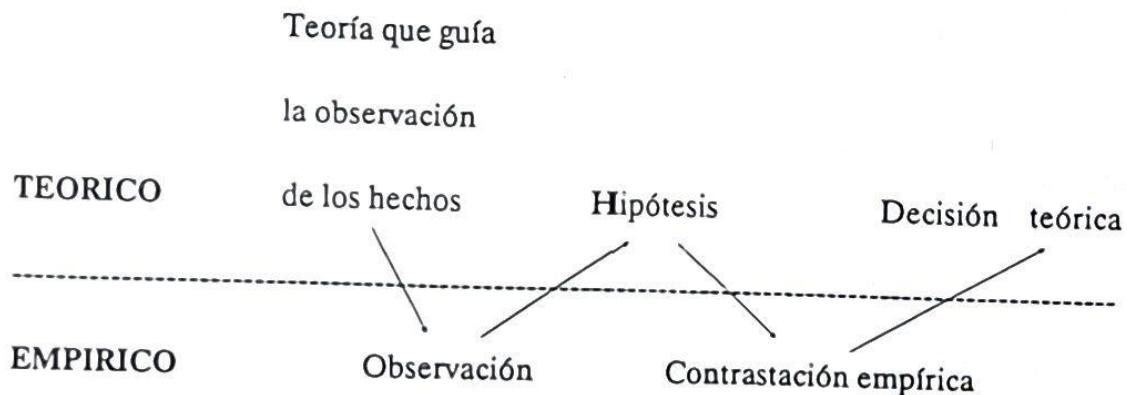 Teoría que guía
la observación
TEORICO de los hechos Hipótesis Decisión teórica
EMPIRICO Observación Contrastación empírica